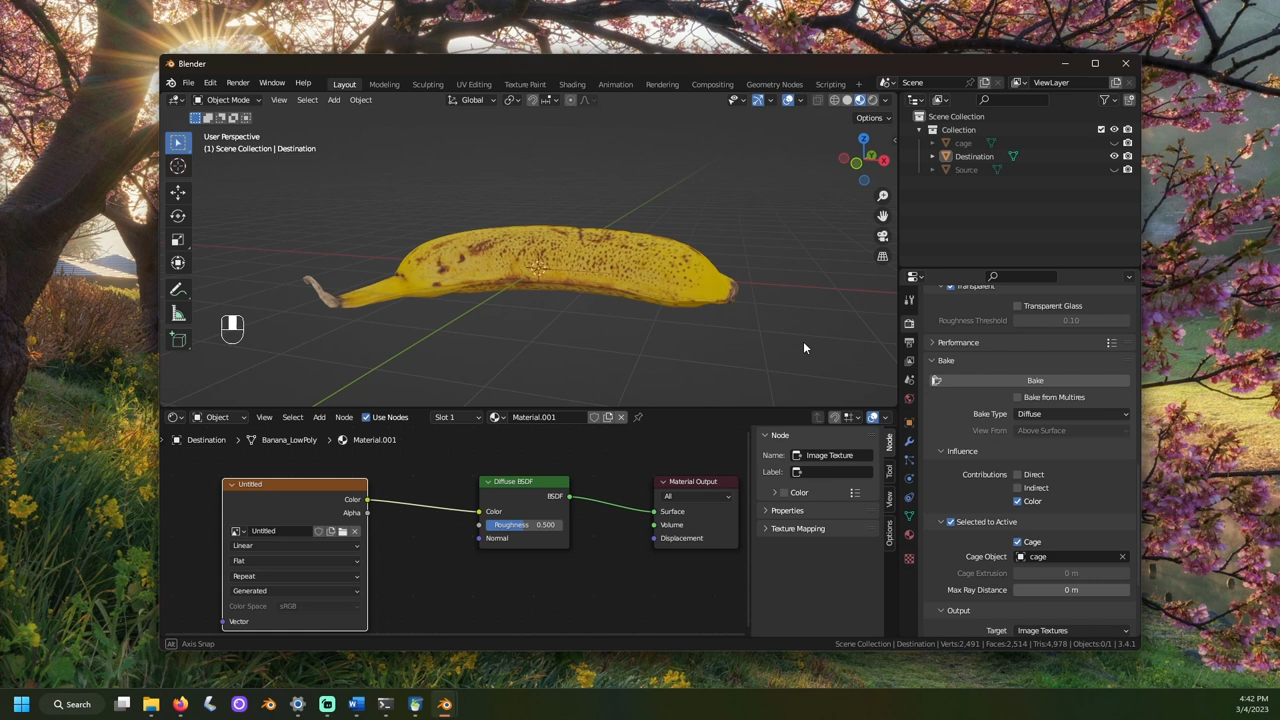 Blender
File Edit Render Window Help Layout Modeling Sculpting UV Editing Texture Paint Shading Animation Rendering Compositing Geometry Nodes Scripting + Scene ViewLayer
Object Mode View Select Add Object Global
Options
User Perspective
(1) Scene Collection | Destination
Z
Y
X
Scene Collection
Collection
cage
Destination
Source
Transparent
Transparent Glass
Roughness Threshold 0.10
Performance
Bake
Bake
Bake from Multires
Bake Type Diffuse
View From Above Surface
Influence
Contributions Direct
Indirect
Color
Selected to Active
Cage
Cage Object cage
Cage Extrusion 0 m
Max Ray Distance 0 m
Output
Target Image Textures
Object View Select Add Node Use Nodes Slot 1 Material.001
Destination > Banana_LowPoly > Material.001
Untitled
Color
Alpha
Untitled
Linear
Flat
Repeat
Generated
Color Space sRGB
Vector
Diffuse BSDF
BSDF
Color
Roughness 0.500
Normal
Material Output
All
Surface
Volume
Displacement
Node
Name: Image Texture
Label:
Color
Properties
Texture Mapping
Node
Tool
View
Options
Alt Axis Snap
Scene Collection | Destination | Verts:2,491 | Faces:2,514 | Tris:4,978 | Objects:0/1 | 3.4.1
Search
4:42 PM
3/4/2023